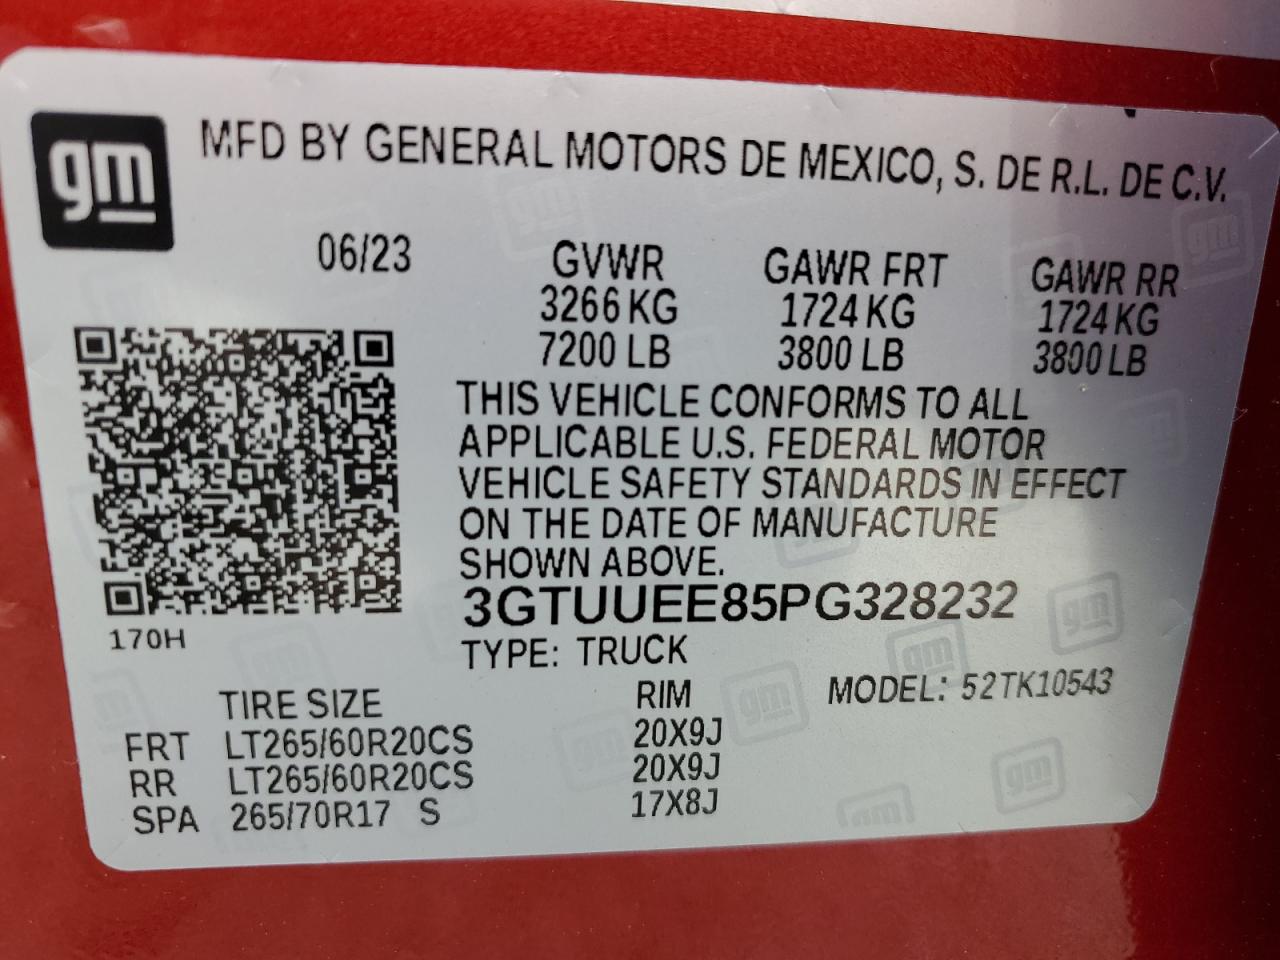 gm
MFD BY GENERAL MOTORS DE MEXICO, S. DE R.L. DE C.V.
06/23 GVWR GAWR FRT GAWR RR
3266 KG 1724 KG 1724 KG
7200 LB 3800 LB 3800 LB
THIS VEHICLE CONFORMS TO ALL
APPLICABLE U.S. FEDERAL MOTOR
VEHICLE SAFETY STANDARDS IN EFFECT
ON THE DATE OF MANUFACTURE
SHOWN ABOVE.
3GTUUEE85PG328232
170H
TYPE: TRUCK
TIRE SIZE RIM MODEL: 52TK10543
FRT LT265/60R20CS 20X9J
RR LT265/60R20CS 20X9J
SPA 265/70R17 S 17X8J